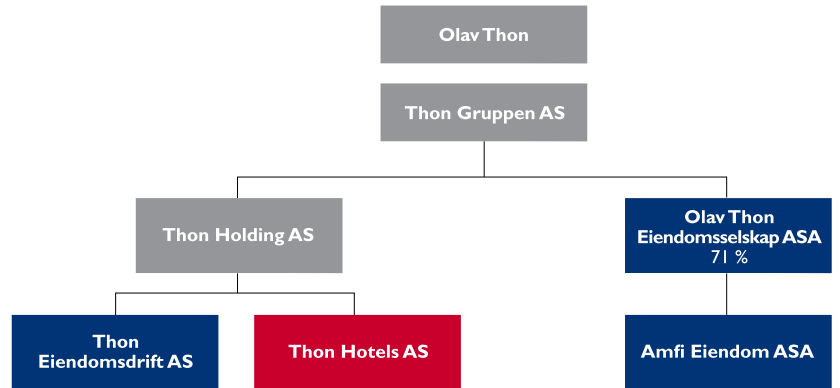 Olav Thon
Thon Gruppen AS
Thon Holding AS
Olav Thon
Eiendomsselskap ASA
71 %
Thon
Eiendomsdrift AS
Thon Hotels AS
Amfi Eiendom ASA